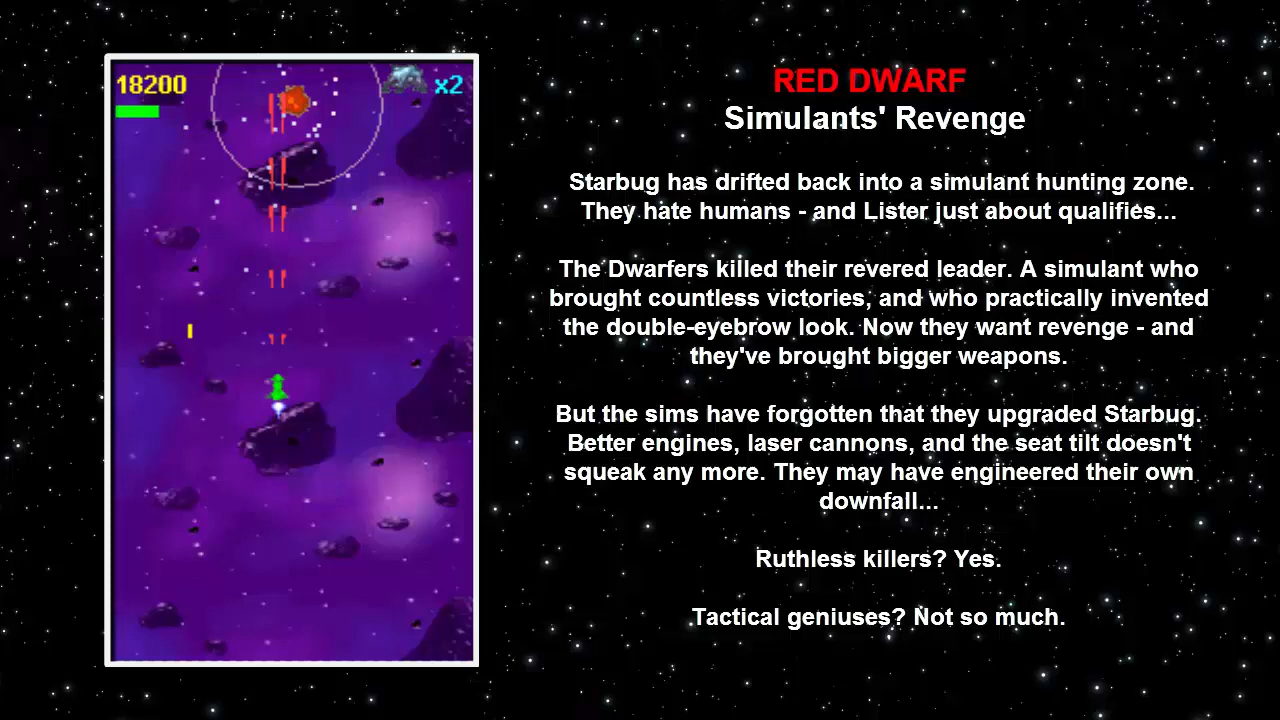 18200
x2
RED DWARF
Simulants' Revenge
Starbug has drifted back into a simulant hunting zone.
They hate humans - and Lister just about qualifies...
The Dwarfers killed their revered leader. A simulant who
brought countless victories, and who practically invented
the double-eyebrow look. Now they want revenge - and
they've brought bigger weapons.
But the sims have forgotten that they upgraded Starbug.
Better engines, laser cannons, and the seat tilt doesn't
squeak any more. They may have engineered their own
downfall...
Ruthless killers? Yes.
Tactical geniuses? Not so much.